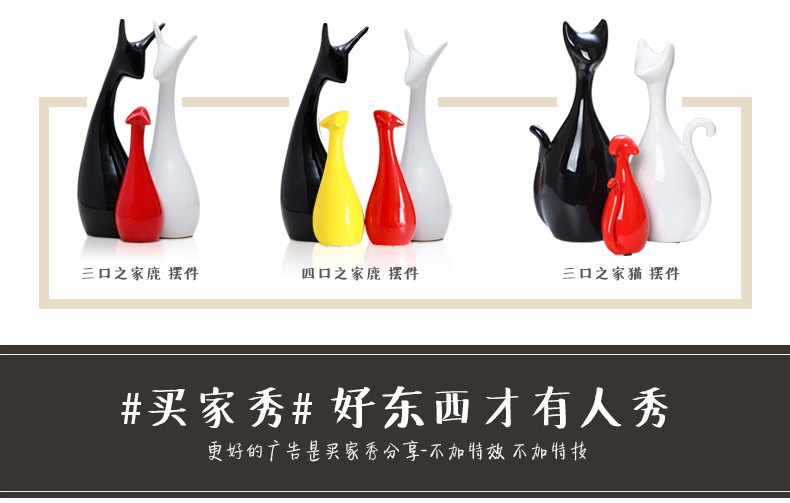 三口之家鹿 摆件
四口之家鹿 摆件
三口之家猫 摆件
#买家秀# 好东西才有人秀
更好的广告是买家秀分享-不加特效 不加特技